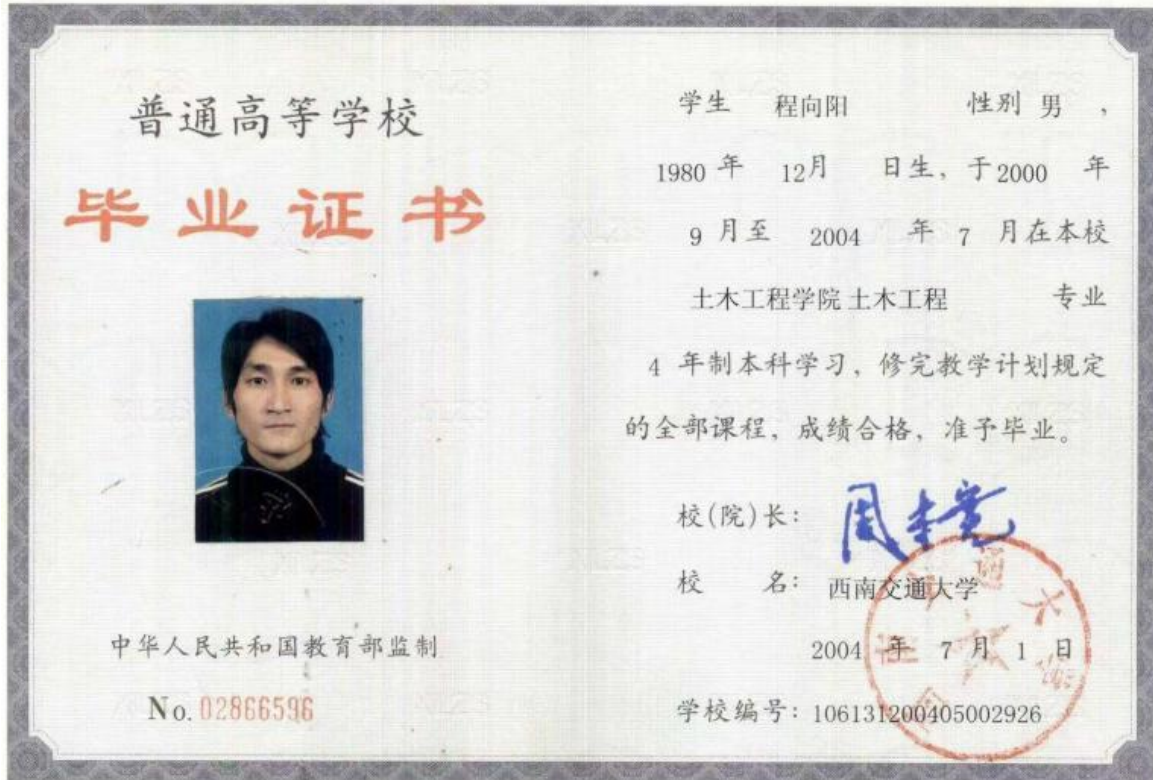 普通高等学校
毕业证书
中华人民共和国教育部监制
No. 02866596
学生 程向阳 性别 男，
1980 年 12月 日生，于2000 年
9 月至 2004 年 7 月在本校
土木工程学院 土木工程 专业
4 年制本科学习，修完教学计划规定
的全部课程，成绩合格，准予毕业。
校(院)长：
校 名：西南交通大学
2004 年 7 月 1 日
学校编号：106131200405002926